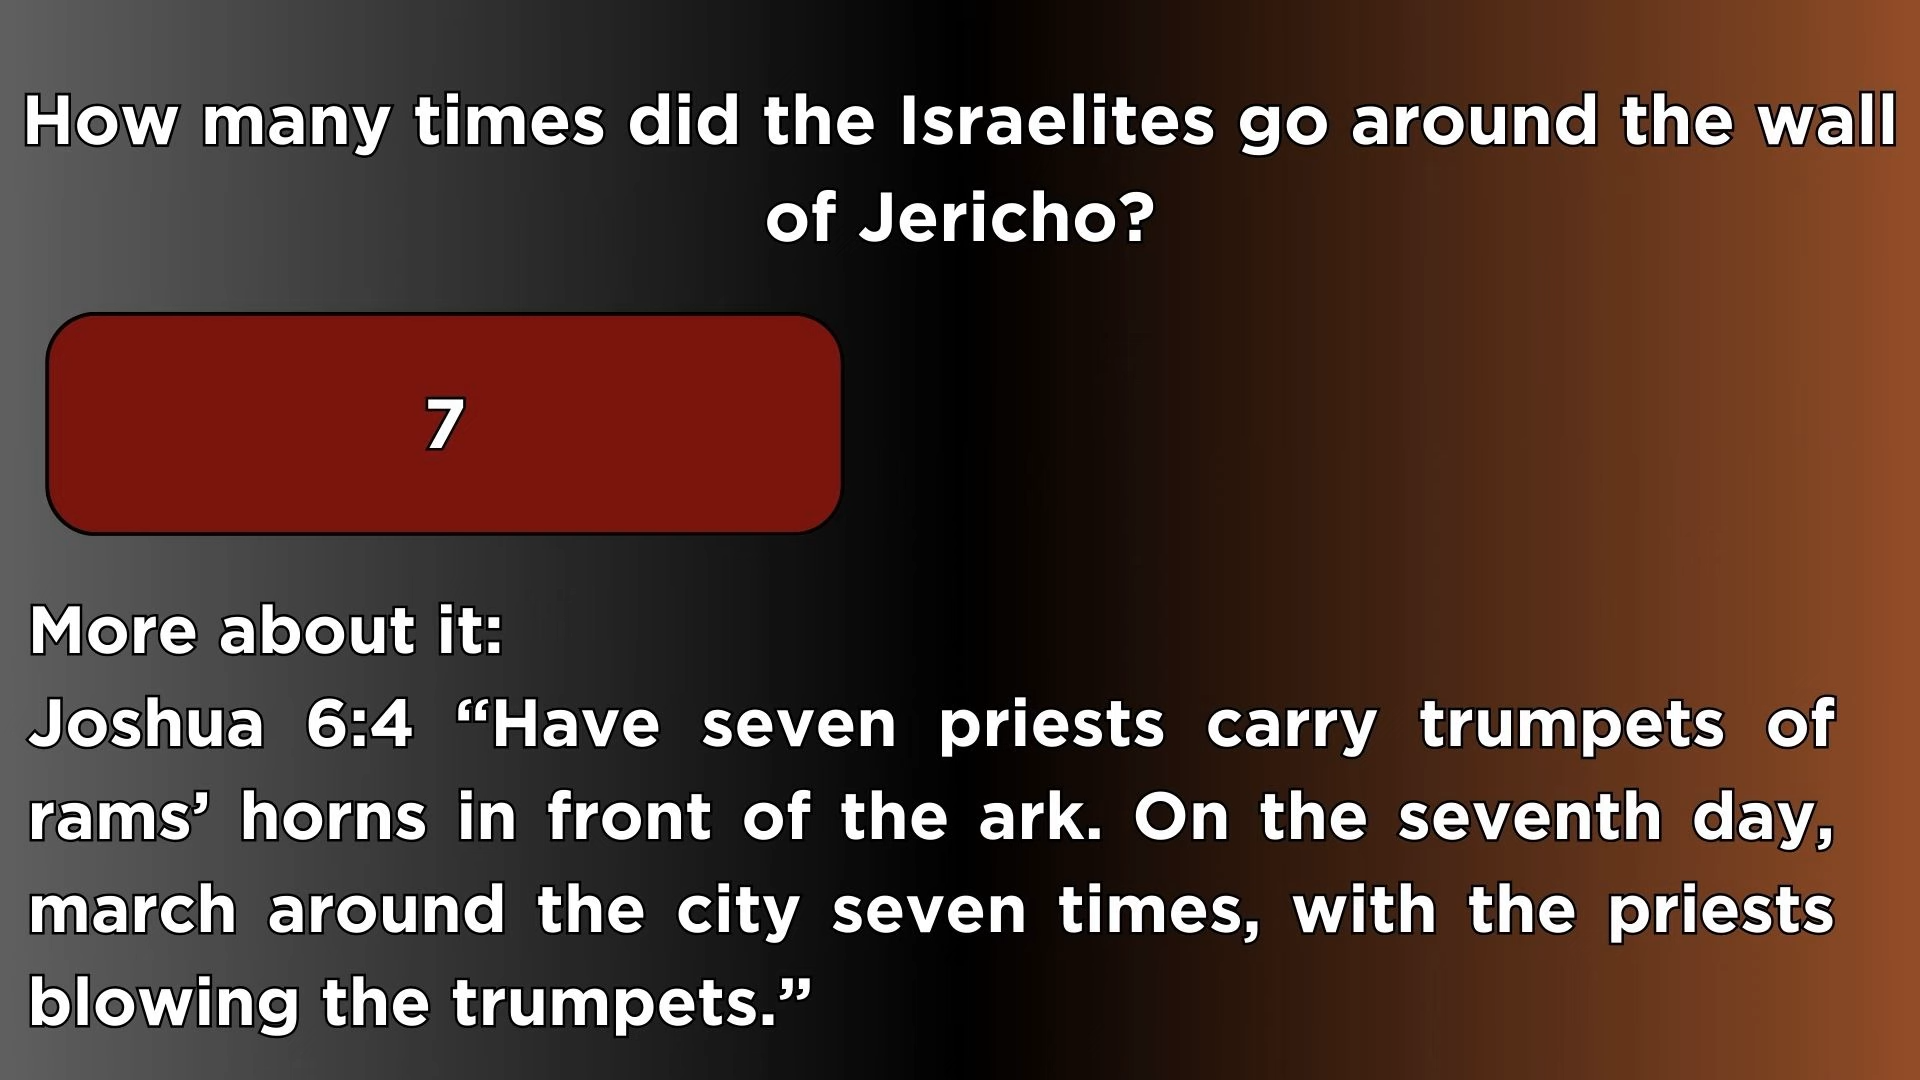 How many times did the Israelites go around the wall
of Jericho?
7
More about it:
Joshua 6:4 “Have seven priests carry trumpets of
rams’ horns in front of the ark. On the seventh day,
march around the city seven times, with the priests
blowing the trumpets.”